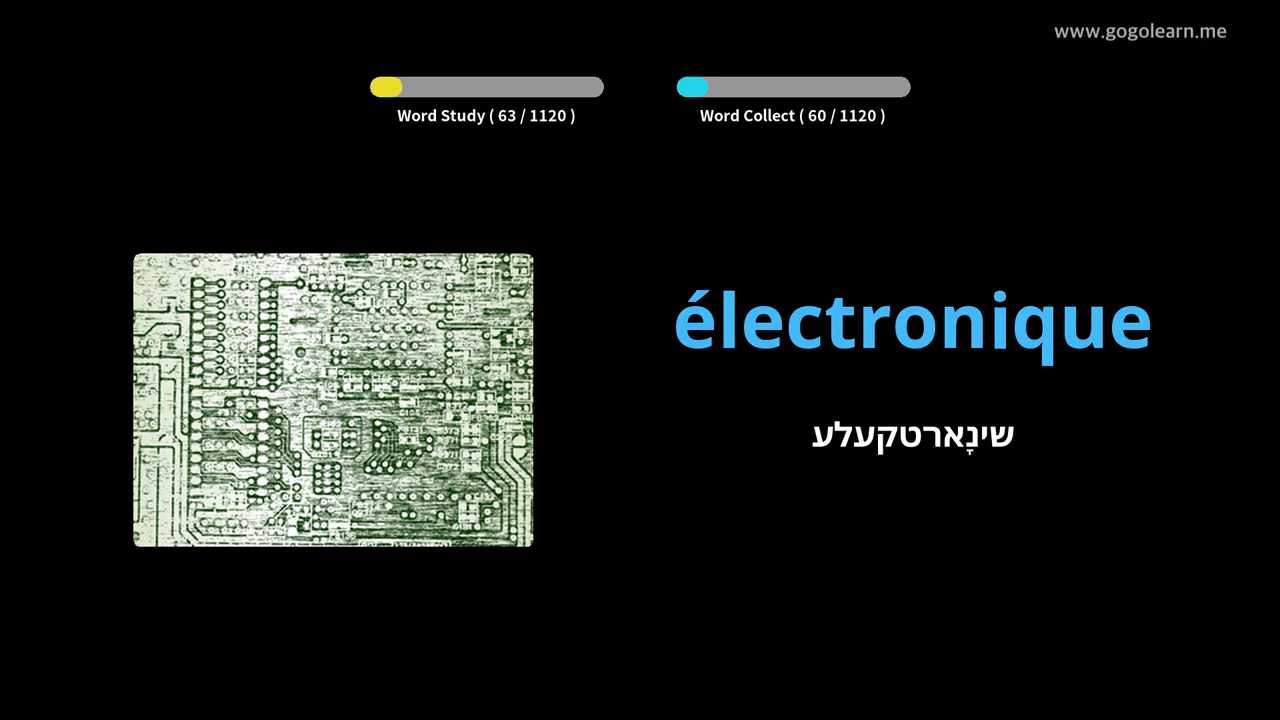 www.gogolearn.me
Word Study ( 63 / 1120 )
Word Collect ( 60 / 1120 )
électronique
שינָארטקעלע